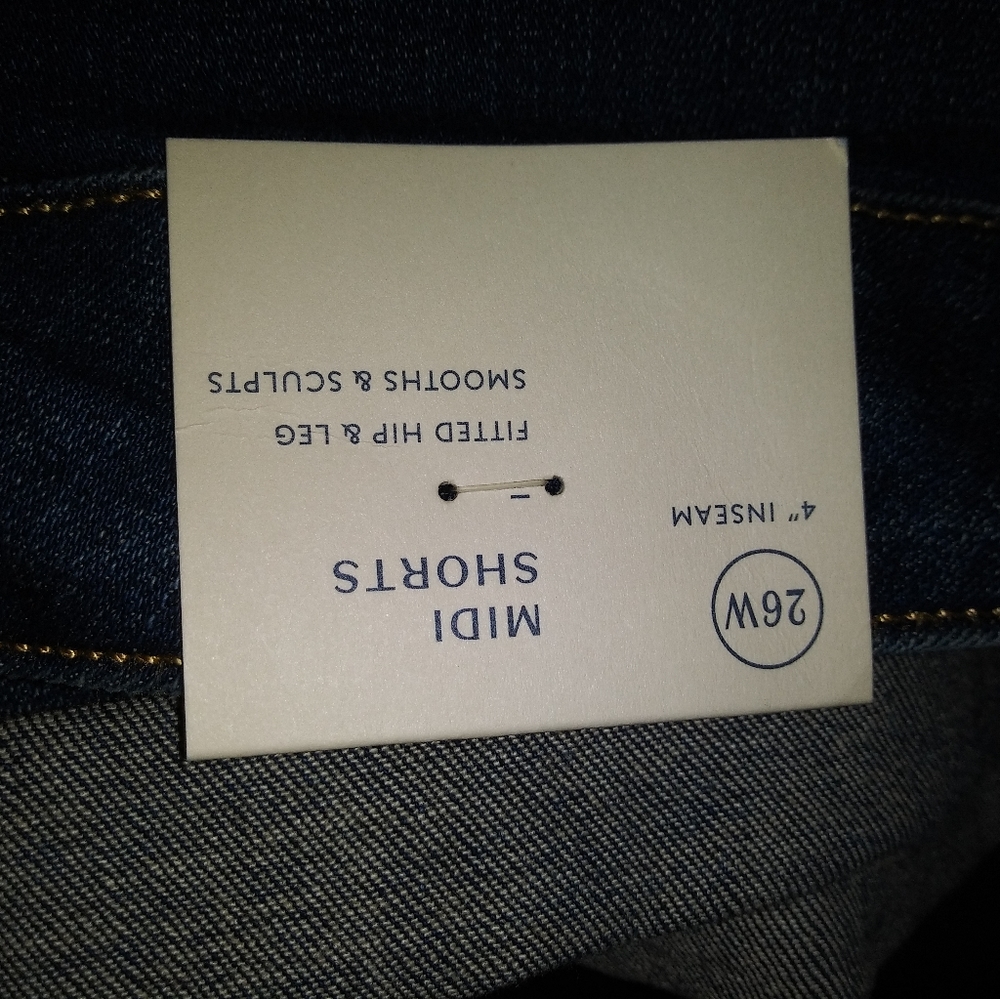 26W
4" INSEAM
MIDI
SHORTS
–
FITTED HIP & LEG
SMOOTHS & SCULPTS